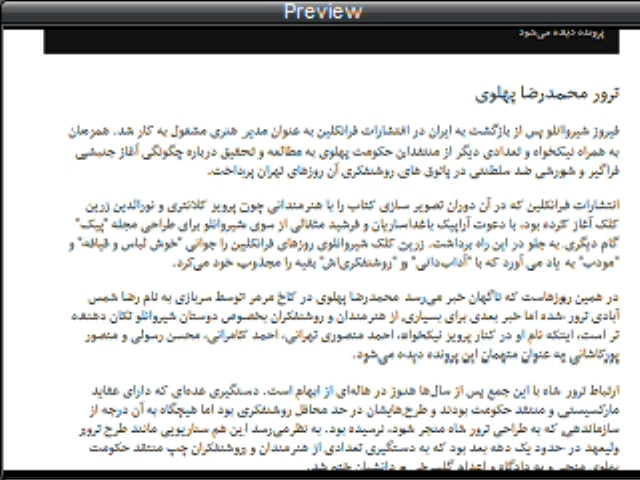 Preview
پرونده دیده می‌شود
ترور محمدرضا پهلوی
فیروز شیروانلو پس از بازگشت به ایران در انتشارات فرانکلین به عنوان مدیر هنری مشغول به کار شد. همزمان
به همراه نیکخواه و تعدادی دیگر از منتقدان حکومت پهلوی به مطالعه و تحقیق درباره چگونگی آغاز جنبشی
فراگیر و شورشی ضد سلطنتی در پاتوق های روشنفکری آن روزهای تهران پرداخت.
انتشارات فرانکلین که در آن دوران تصویر سازی کتاب را با هنرمندانی چون پرویز کلانتری و نورالدین زرین
کلک آغاز کرده بود، با دعوت آراپیک باغداساریان و فرشید مثقالی از سوی شیروانلو برای طراحی مجله "پیک"
گام دیگری به جلو در این راه برداشت. زرین کلک شیروانلوی روزهای فرانکلین را جوانی "خوش لباس و قیافه" و
"مودب" به یاد می آورد که با "آداب‌دانی" و "روشنفکری‌اش" بقیه را مجذوب خود می‌کرد.
در همین روزهاست که ناگهان خبر می‌رسد محمدرضا پهلوی در کاخ مرمر توسط سربازی به نام رضا شمس
آبادی ترور شده اما خبر بعدی برای بسیاری، از هنرمندان و روشنفکران بخصوص دوستان شیروانلو تکان دهنده
تر است، اینکه نام او در کنار پرویز نیکخواه، احمد منصوری تهرانی، احمد کامرانی، محسن رسولی و منصور
پورکاشانی به عنوان متهمان این پرونده دیده می‌شود.
ارتباط ترور شاه با این جمع پس از سال‌ها هنوز در هاله‌ای از ابهام است. دستگیری عده‌ای که دارای عقاید
مارکسیستی و منتقد حکومت بودند و طرح‌هایشان در حد محافل روشنفکری بود اما هیچگاه به آن درجه از
سازماندهی که به طراحی ترور شاه منجر شود، نرسیده بود. به نظر می‌رسد این هم سناریویی مانند طرح ترور
ولیعهد در حدود یک دهه بعد بود که به دستگیری تعدادی از هنرمندان و روشنفکران چپ منتقد حکومت
پهلوی منجر و به دادگاه و اعدام گلسرخی و دانشیان ختم شد.